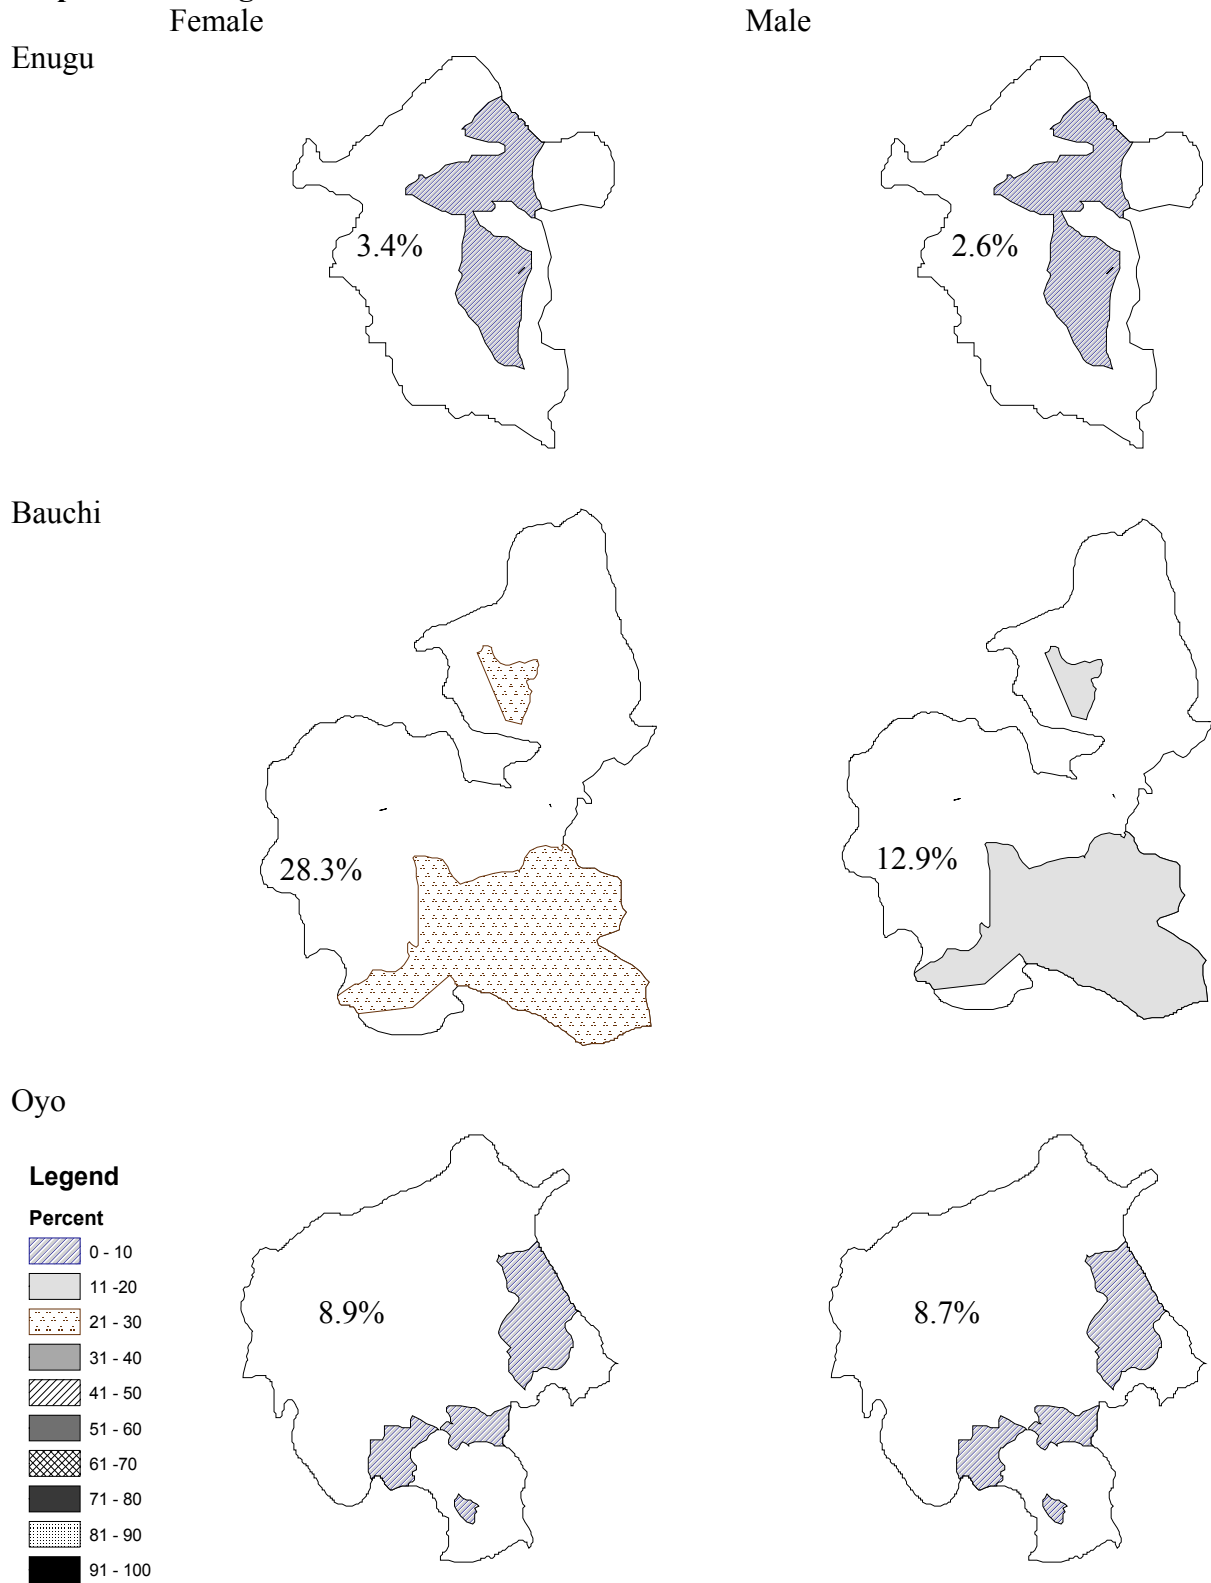 Female Male
Enugu
3.4% 2.6%
Bauchi
28.3% 12.9%
Oyo
8.9% 8.7%
Legend
Percent
0 - 10
11 -20
21 - 30
31 - 40
41 - 50
51 - 60
61 -70
71 - 80
81 - 90
91 - 100